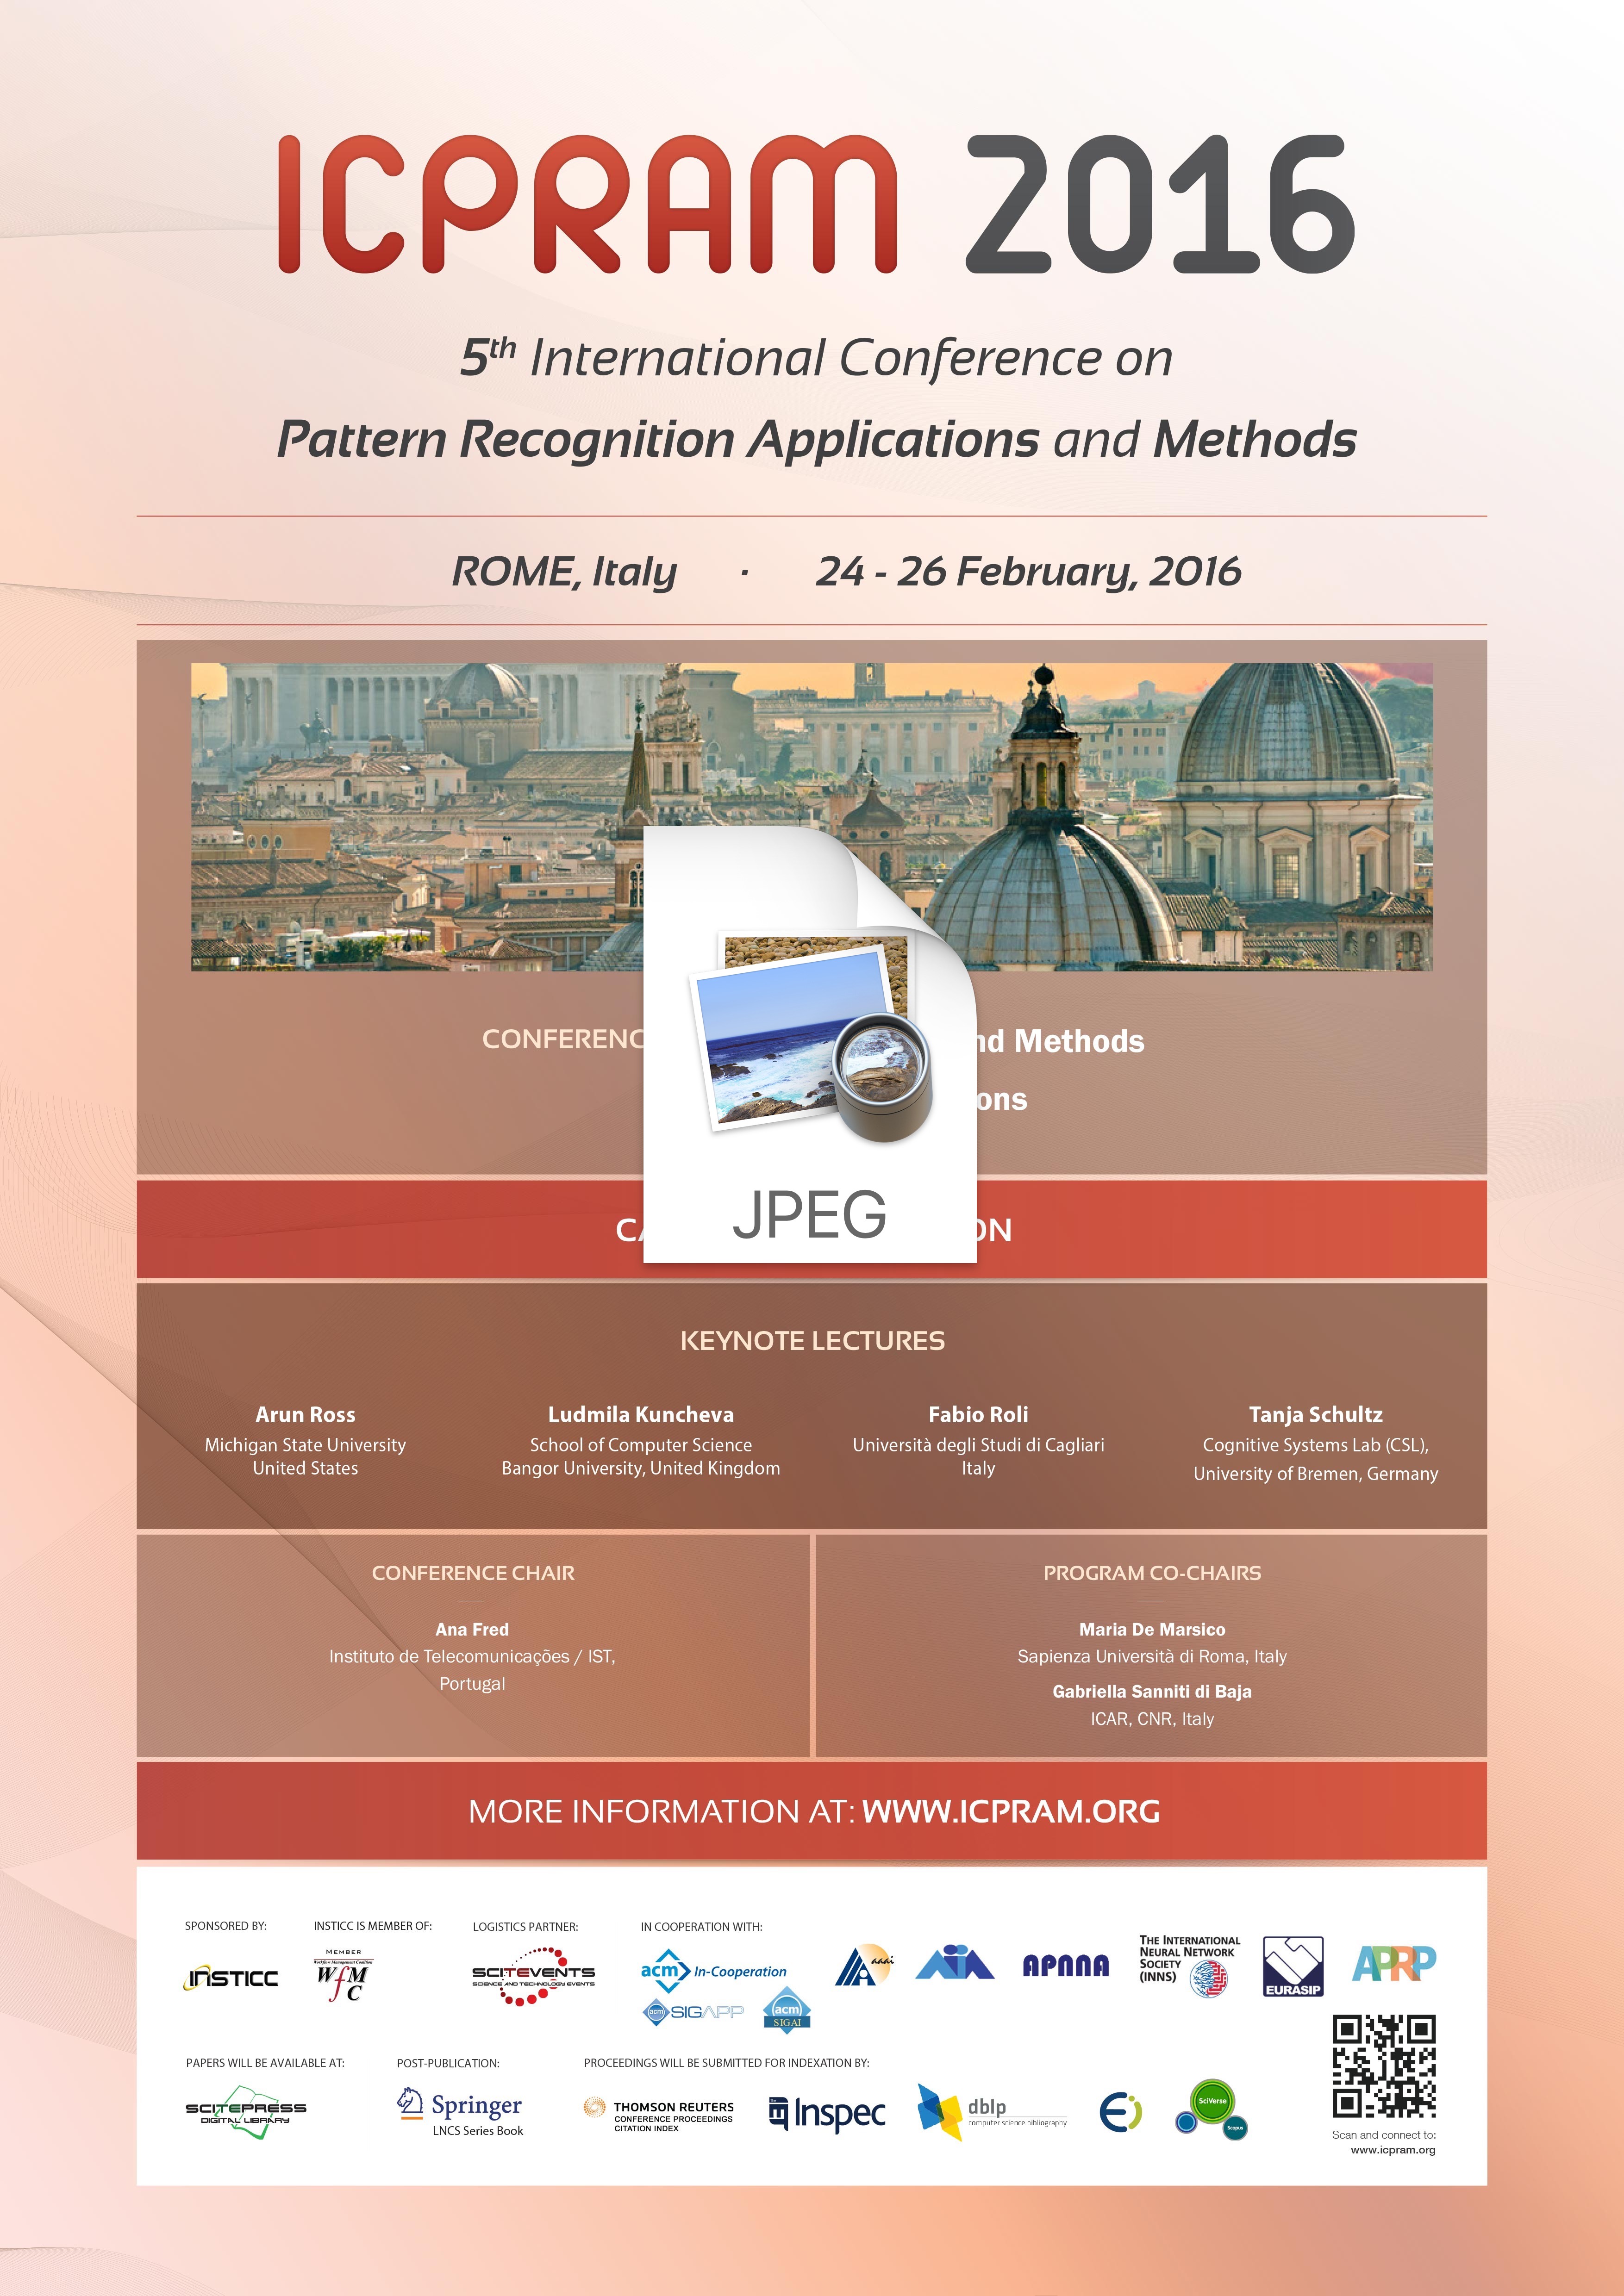 ICPRAM 2016
5th International Conference on
Pattern Recognition Applications and Methods
ROME, Italy · 24 - 26 February, 2016
Methods
JPEG
KEYNOTE LECTURES
Arun Ross
Michigan State University
United States
Ludmila Kuncheva
School of Computer Science
Bangor University, United Kingdom
Fabio Roli
Università degli Studi di Cagliari
Italy
Tanja Schultz
Cognitive Systems Lab (CSL),
University of Bremen, Germany
CONFERENCE CHAIR
Ana Fred
Instituto de Telecomunicações / IST,
Portugal
PROGRAM CO-CHAIRS
Maria De Marsico
Sapienza Università di Roma, Italy
Gabriella Sanniti di Baja
ICAR, CNR, Italy
MORE INFORMATION AT: WWW.ICPRAM.ORG
SPONSORED BY:
INSTICC
INSTICC IS MEMBER OF:
MEMBER
Workflow Management Coalition
WfMC
LOGISTICS PARTNER:
SCITEVENTS
SCIENCE AND TECHNOLOGY EVENTS
IN COOPERATION WITH:
acm In-Cooperation
acm SIGAPP
acm
SIGAI
aaai
APNNA
THE INTERNATIONAL
NEURAL NETWORK
SOCIETY
(INNS)
EURASIP
APRP
PAPERS WILL BE AVAILABLE AT:
SCITEPRESS
DIGITAL LIBRARY
POST-PUBLICATION:
Springer
LNCS Series Book
PROCEEDINGS WILL BE SUBMITTED FOR INDEXATION BY:
THOMSON REUTERS
CONFERENCE PROCEEDINGS
CITATION INDEX
Inspec
dblp
computer science bibliography
Ei
SciVerse
Scopus
Scan and connect to:
www.icpram.org